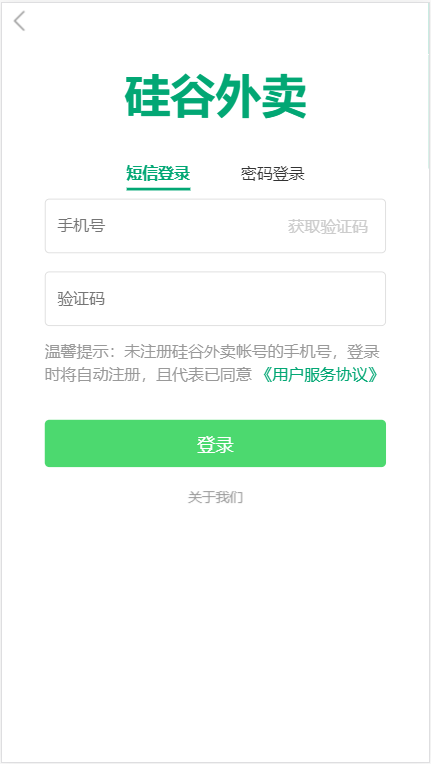 硅谷外卖
短信登录 密码登录
手机号 获取验证码
验证码
温馨提示：未注册硅谷外卖帐号的手机号，登录
时将自动注册，且代表已同意《用户服务协议》
登录
关于我们